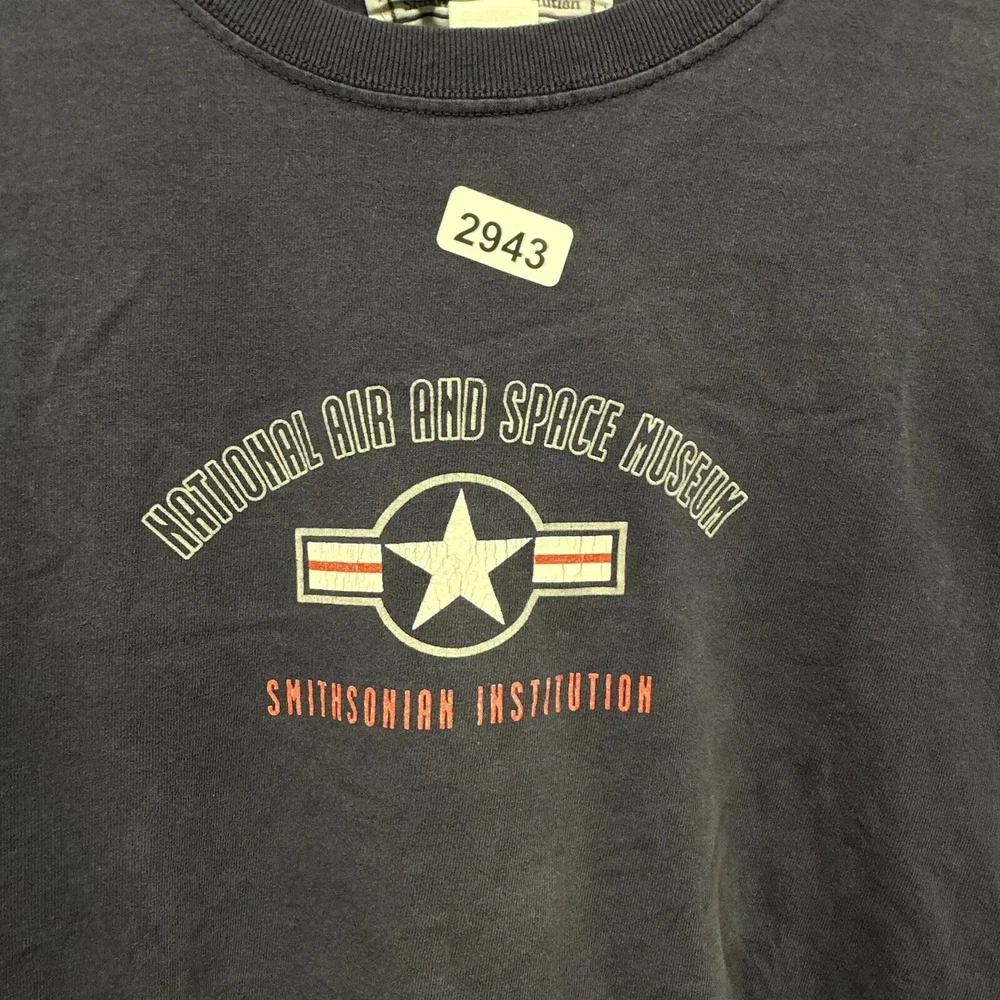 2943
NATIONAL AIR AND SPACE MUSEUM
SMITHSONIAN INSTITUTION